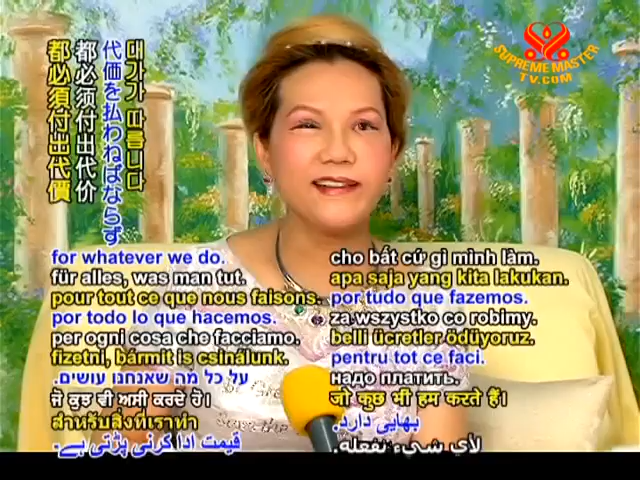 SUPREME MASTER
TV.COM
대가가 따릅니다
代価を払わねばならず
都必须付出代价
都必須付出代價
for whatever we do.
für alles, was man tut.
pour tout ce que nous faisons.
por todo lo que hacemos.
per ogni cosa che facciamo.
fizetni, bármit is csinálunk.
על כל מה שאנחנו עושים.
ਜੋ ਕੁਝ ਵੀ ਅਸੀ ਕਰਦੇ ਹੈ।
สำหรับสิ่งที่เราทำ
قیمت ادا کرنی پڑتی ہے۔
cho bất cứ gì mình làm.
apa saja yang kita lakukan.
por tudo que fazemos.
za wszystko co robimy.
belli ücretler ödüyoruz.
pentru tot ce faci.
надо платить.
जो कुछ भी हम करते हैं।
بهایی دارد.
لأي شيء نفعله.